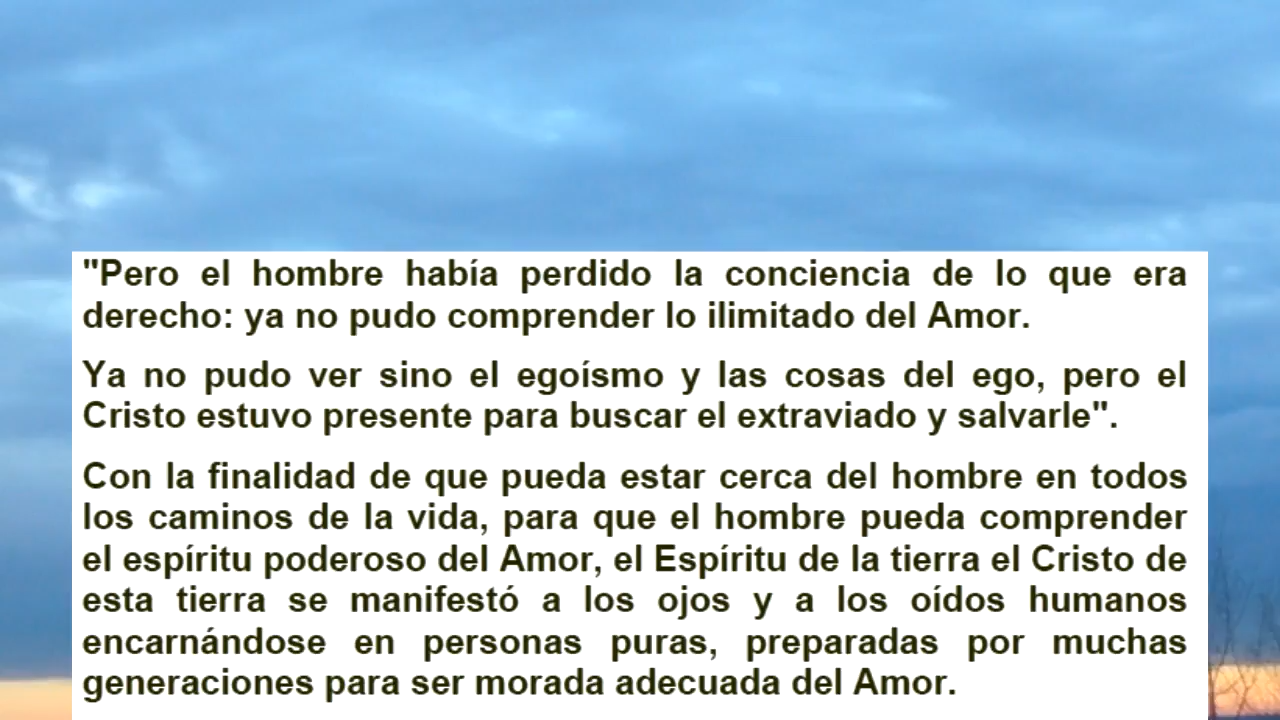 "Pero el hombre había perdido la conciencia de lo que era
derecho: ya no pudo comprender lo ilimitado del Amor.
Ya no pudo ver sino el egoísmo y las cosas del ego, pero el
Cristo estuvo presente para buscar el extraviado y salvarle".
Con la finalidad de que pueda estar cerca del hombre en todos
los caminos de la vida, para que el hombre pueda comprender
el espíritu poderoso del Amor, el Espíritu de la tierra el Cristo de
esta tierra se manifestó a los ojos y a los oídos humanos
encarnándose en personas puras, preparadas por muchas
generaciones para ser morada adecuada del Amor.